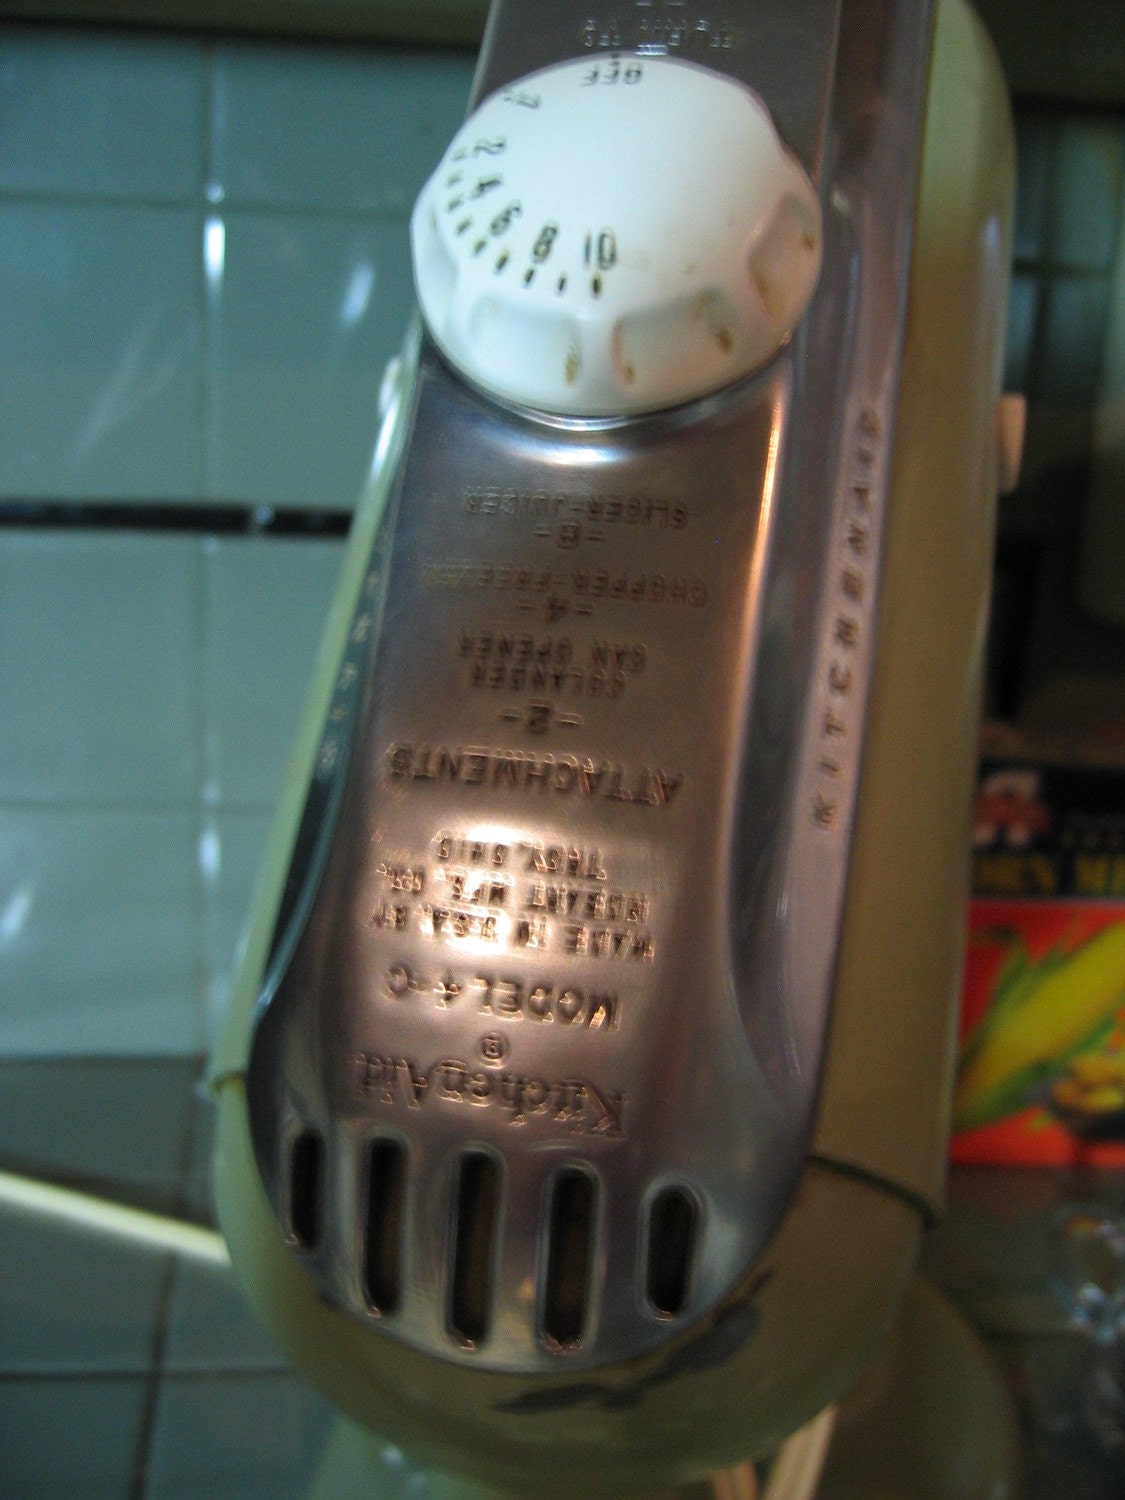 KitchenAid
®
MODEL 4-C
MADE IN U.S.A. BY
HOBART MFG. CO.
TROY, OHIO
ATTACHMENTS
-2-
COLANDER
CAN OPENER
-4-
CHOPPER-FREEZER
SLICER-JUICER
OFF
1
2
4
6
8
10
KITCHENAID